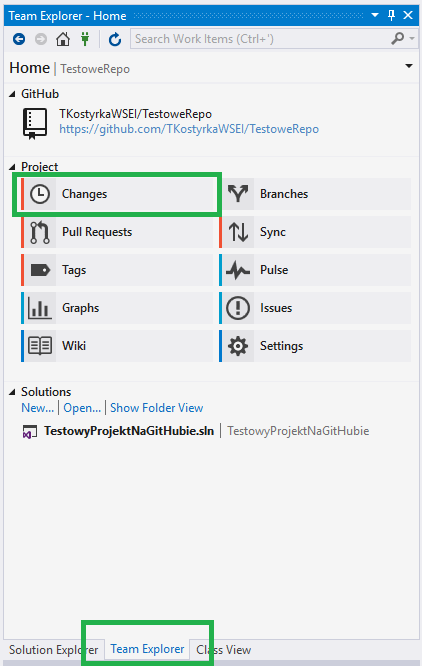 Team Explorer - Home
Search Work Items (Ctrl+')
Home | TestoweRepo
GitHub
TKostyrkaWSEI/TestoweRepo
https://github.com/TKostyrkaWSEI/TestoweRepo
Project
Changes
Branches
Pull Requests
Sync
Tags
Pulse
Graphs
Issues
Wiki
Settings
Solutions
New... | Open... | Show Folder View
TestowyProjektNaGitHubie.sln | TestowyProjektNaGitHubie
Solution Explorer Team Explorer Class View